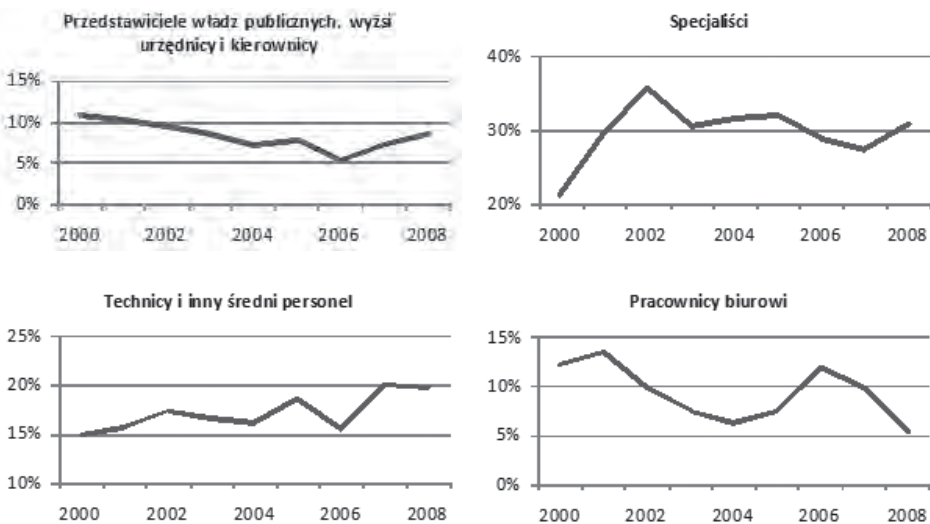 Przedstawiciele władz publicznych, wyżsi
urzędnicy i kierownicy
15%
10%
5%
0%
2000 2002 2004 2006 2008
Specjaliści
40%
30%
20%
2000 2002 2004 2006 2008
Technicy i inny średni personel
25%
20%
15%
10%
2000 2002 2004 2006 2008
Pracownicy biurowi
15%
10%
5%
0%
2000 2002 2004 2006 2008